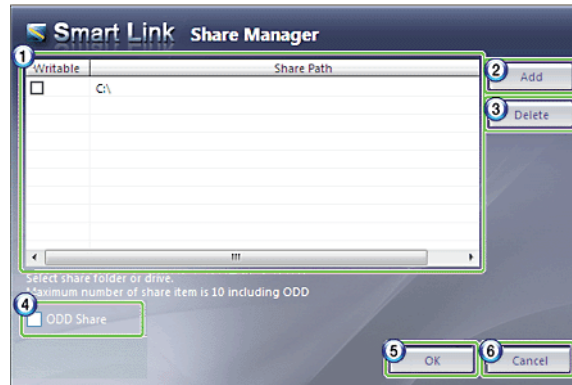 Smart Link Share Manager
1
Writable Share Path
2 Add
C:\
3 Delete
Select share folder or drive.
Maximum number of share item is 10 including ODD
4
ODD Share
5 OK
6 Cancel